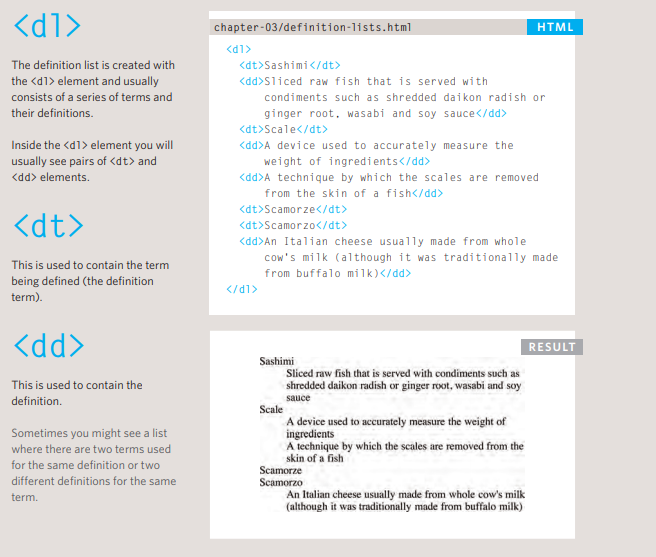 <dl>
The definition list is created with
the <dl> element and usually
consists of a series of terms and
their definitions.
Inside the <dl> element you will
usually see pairs of <dt> and
<dd> elements.
<dt>
This is used to contain the term
being defined (the definition
term).
<dd>
This is used to contain the
definition.
Sometimes you might see a list
where there are two terms used
for the same definition or two
different definitions for the same
term.
chapter-03/definition-lists.html
HTML
<dl>
<dt>Sashimi</dt>
<dd>Sliced raw fish that is served with
condiments such as shredded daikon radish or
ginger root, wasabi and soy sauce</dd>
<dt>Scale</dt>
<dd>A device used to accurately measure the
weight of ingredients</dd>
<dd>A technique by which the scales are removed
from the skin of a fish</dd>
<dt>Scamorze</dt>
<dt>Scamorzo</dt>
<dd>An Italian cheese usually made from whole
cow's milk (although it was traditionally made
from buffalo milk)</dd>
</dl>
RESULT
Sashimi
Sliced raw fish that is served with condiments such as
shredded daikon radish or ginger root, wasabi and soy
sauce
Scale
A device used to accurately measure the weight of
ingredients
A technique by which the scales are removed from the
skin of a fish
Scamorze
Scamorzo
An Italian cheese usually made from whole cow's milk
(although it was traditionally made from buffalo milk)